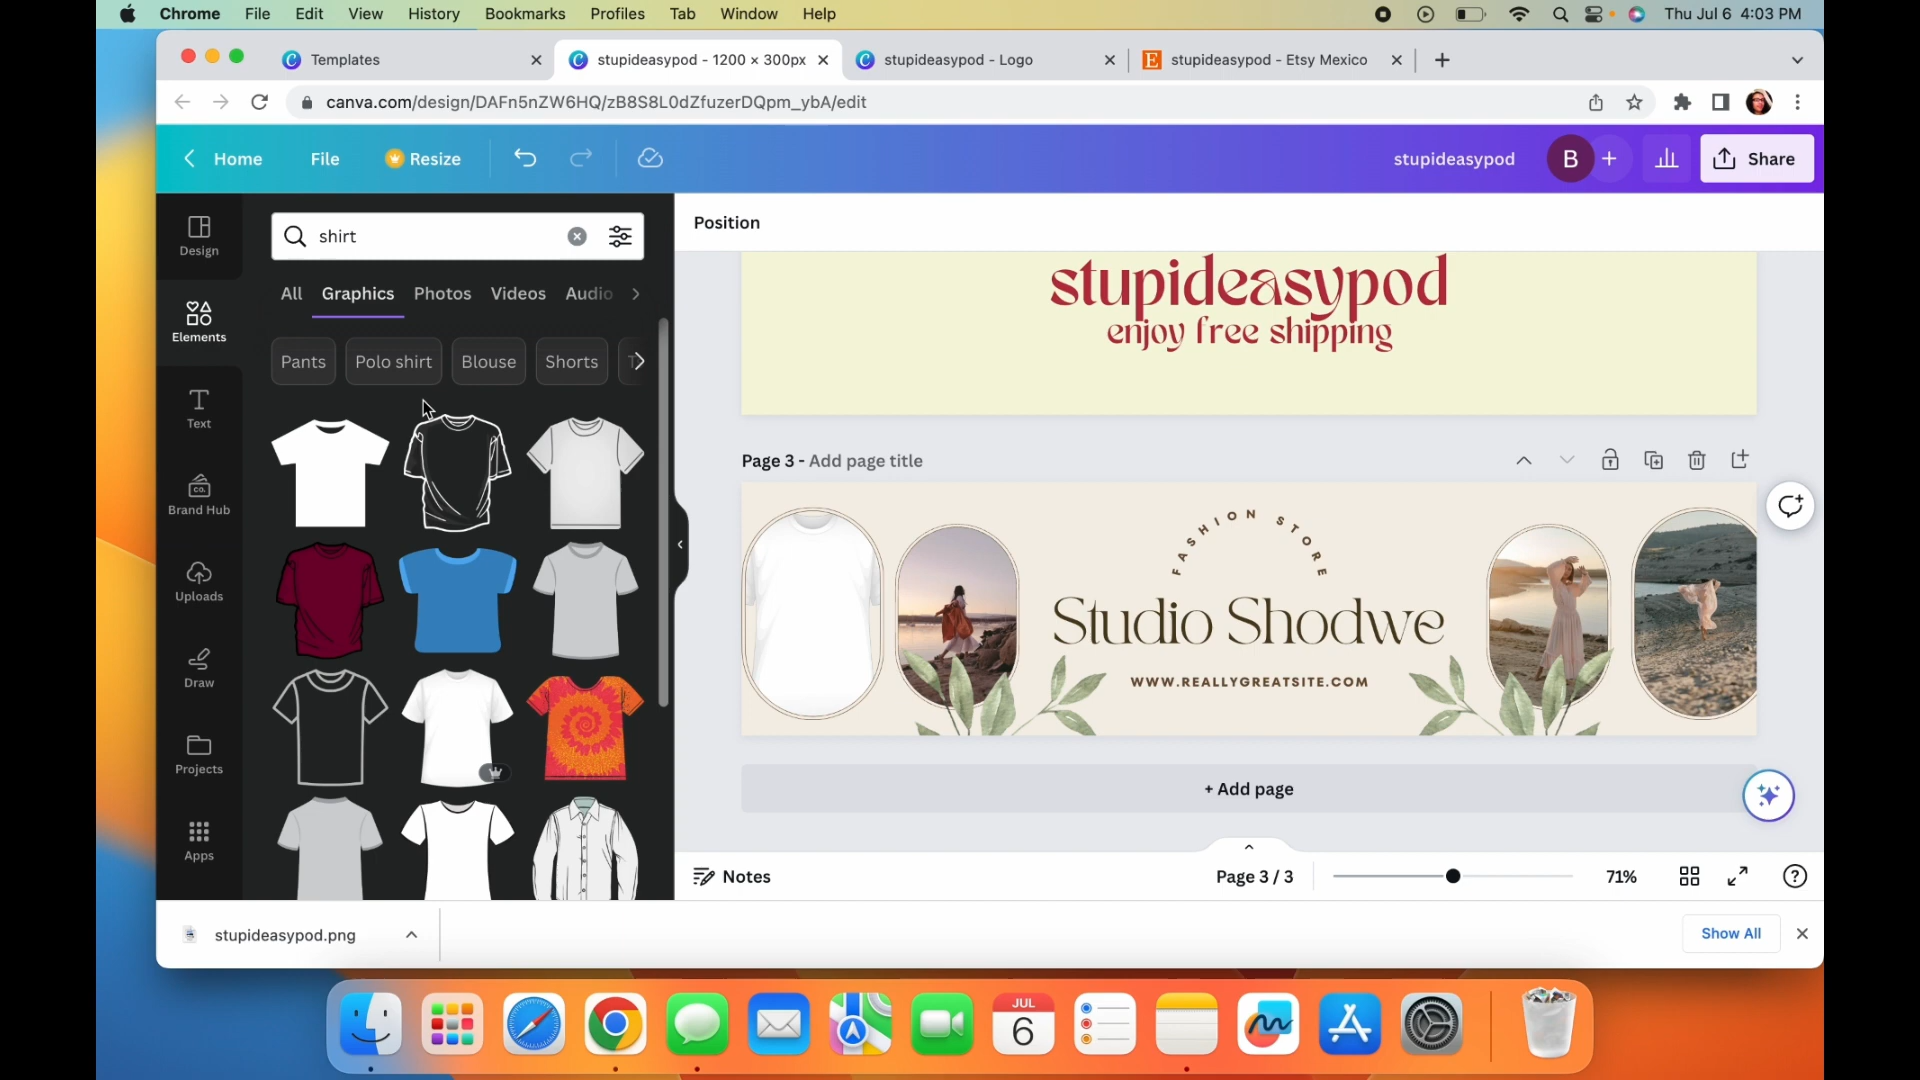 Chrome File Edit View History Bookmarks Profiles Tab Window Help Thu Jul 6 4:03 PM
Templates stupideasypod - 1200 × 300px stupideasypod - Logo E stupideasypod - Etsy Mexico
canva.com/design/DAFn5nZW6HQ/zB8S8L0dZfuzerDQpm_ybA/edit
Home File Resize stupideasypod B + Share
Design
Elements
Text
Brand Hub
Uploads
Draw
Projects
Apps
shirt
All Graphics Photos Videos Audio
Pants Polo shirt Blouse Shorts
Position
stupideasypod
enjoy free shipping
Page 3 - Add page title
FASHION STORE
Studio Shodwe
WWW.REALLYGREATSITE.COM
+ Add page
Notes Page 3 / 3 71%
stupideasypod.png Show All
JUL
6